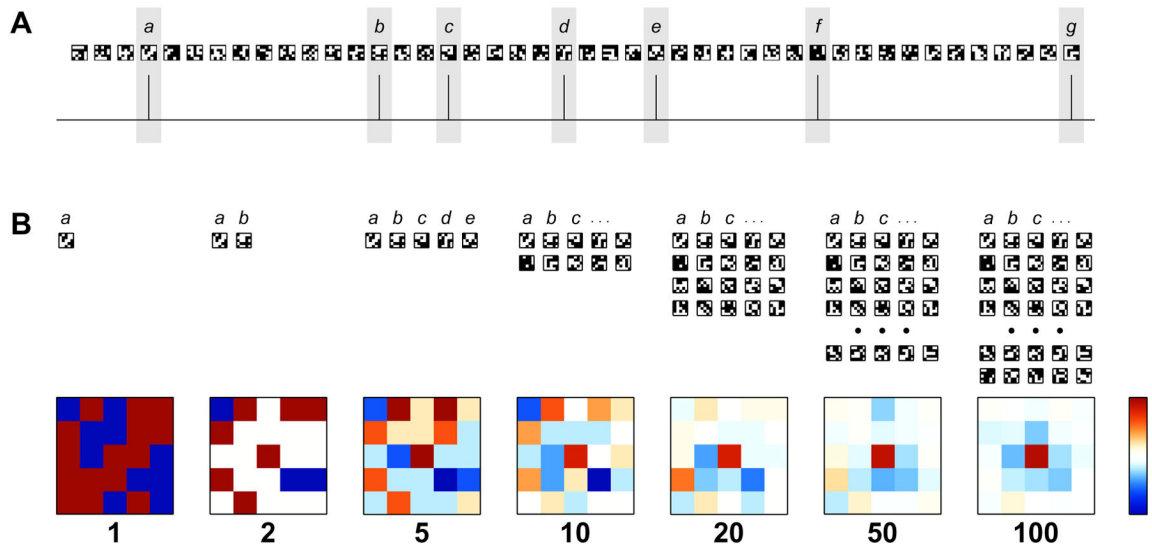 A
a b c d e f g
B
a
a b
a b c d e
a b c ...
a b c ...
a b c ...
a b c ...
1 2 5 10 20 50 100